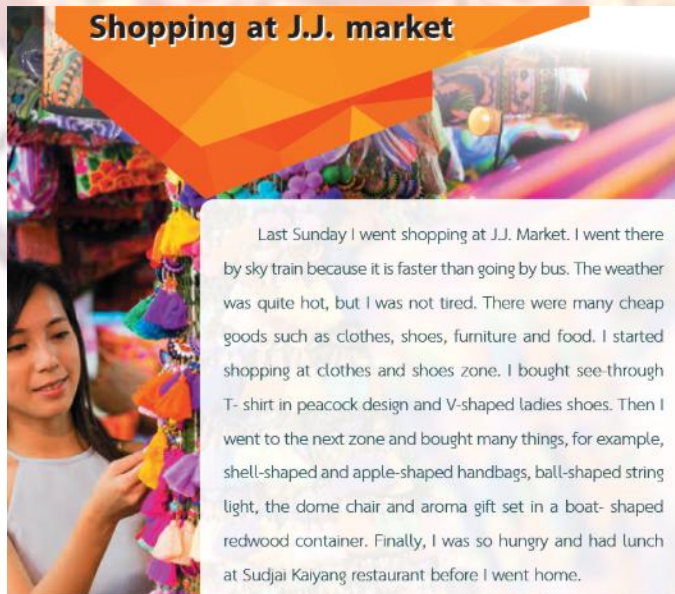 Shopping at J.J. market
Last Sunday I went shopping at J.J. Market. I went there
by sky train because it is faster than going by bus. The weather
was quite hot, but I was not tired. There were many cheap
goods such as clothes, shoes, furniture and food. I started
shopping at clothes and shoes zone. I bought see-through
T- shirt in peacock design and V-shaped ladies shoes. Then I
went to the next zone and bought many things, for example,
shell-shaped and apple-shaped handbags, ball-shaped string
light, the dome chair and aroma gift set in a boat- shaped
redwood container. Finally, I was so hungry and had lunch
at Sudjai Kaiyang restaurant before I went home.